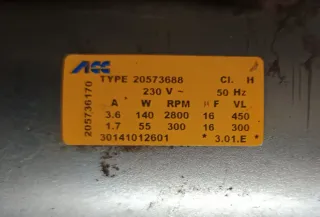 ACC
TYPE 20573688 Cl. H
230 V ~ 50 Hz
A W RPM µF VL
3.6 140 2800 16 450
1.7 55 300 16 300
30141012601 * 3.01.E *
205736170